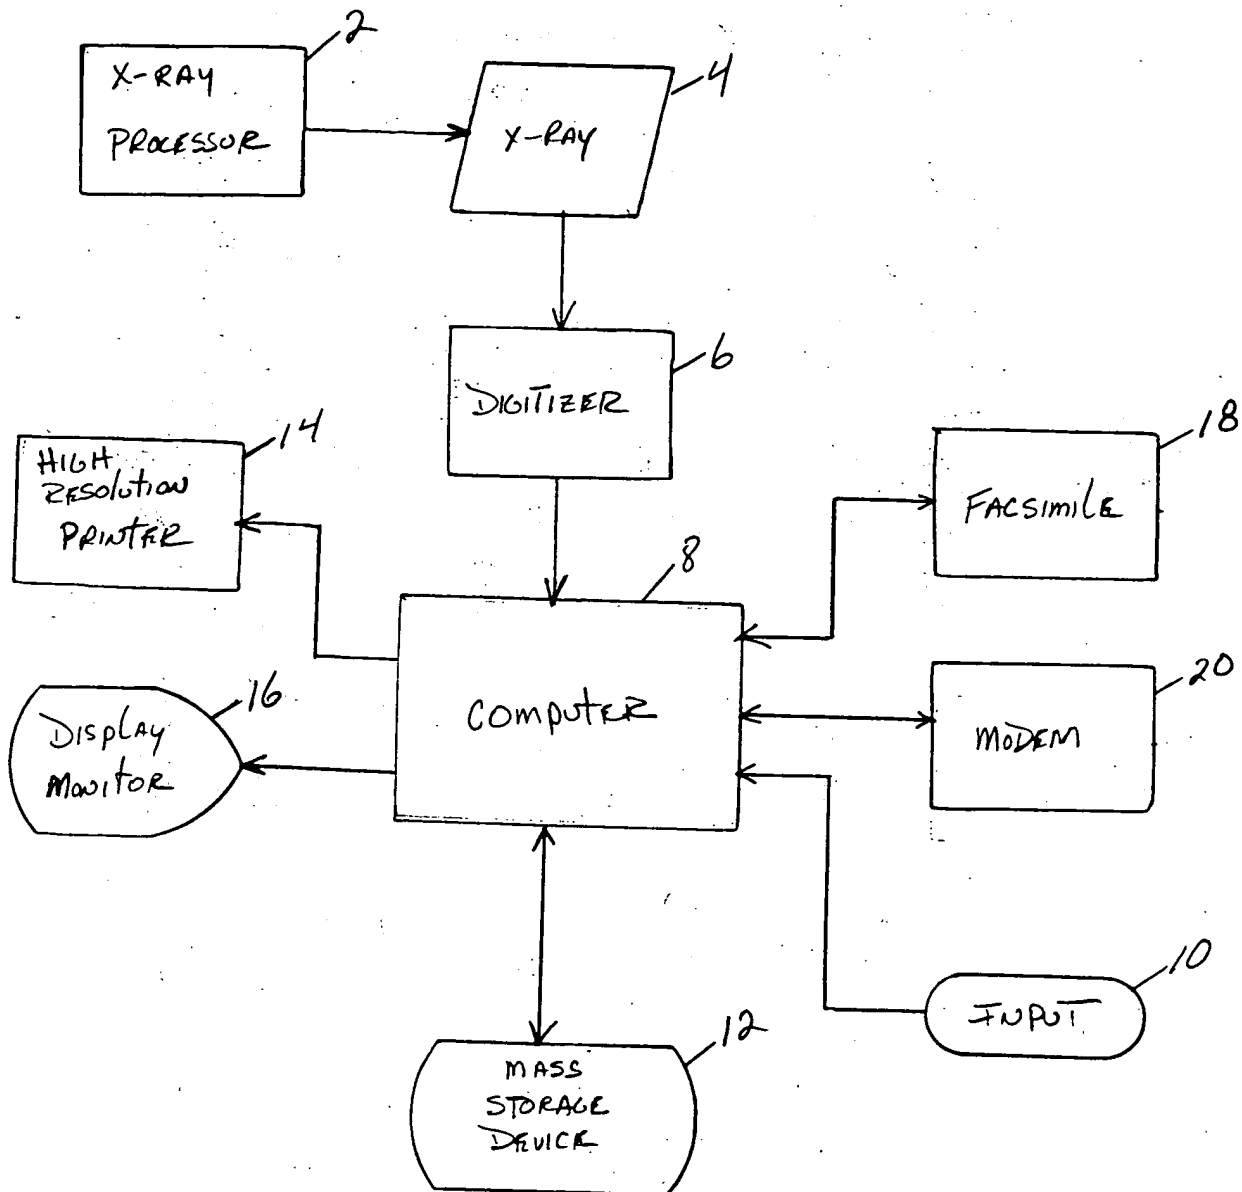 2
X-RAY
PROCESSOR
4
X-RAY
6
DIGITIZER
14
HIGH
RESOLUTION
PRINTER
18
FACSIMILE
8
COMPUTER
16
DISPLAY
MONITOR
20
MODEM
10
INPUT
12
MASS
STORAGE
DEVICE